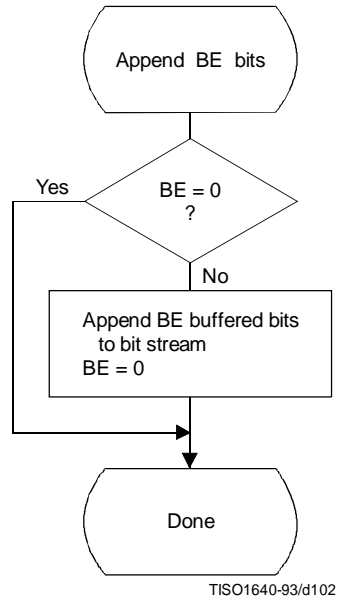 Append BE bits
Yes
BE = 0
?
No
Append BE buffered bits
to bit stream
BE = 0
Done
TISO1640-93/d102